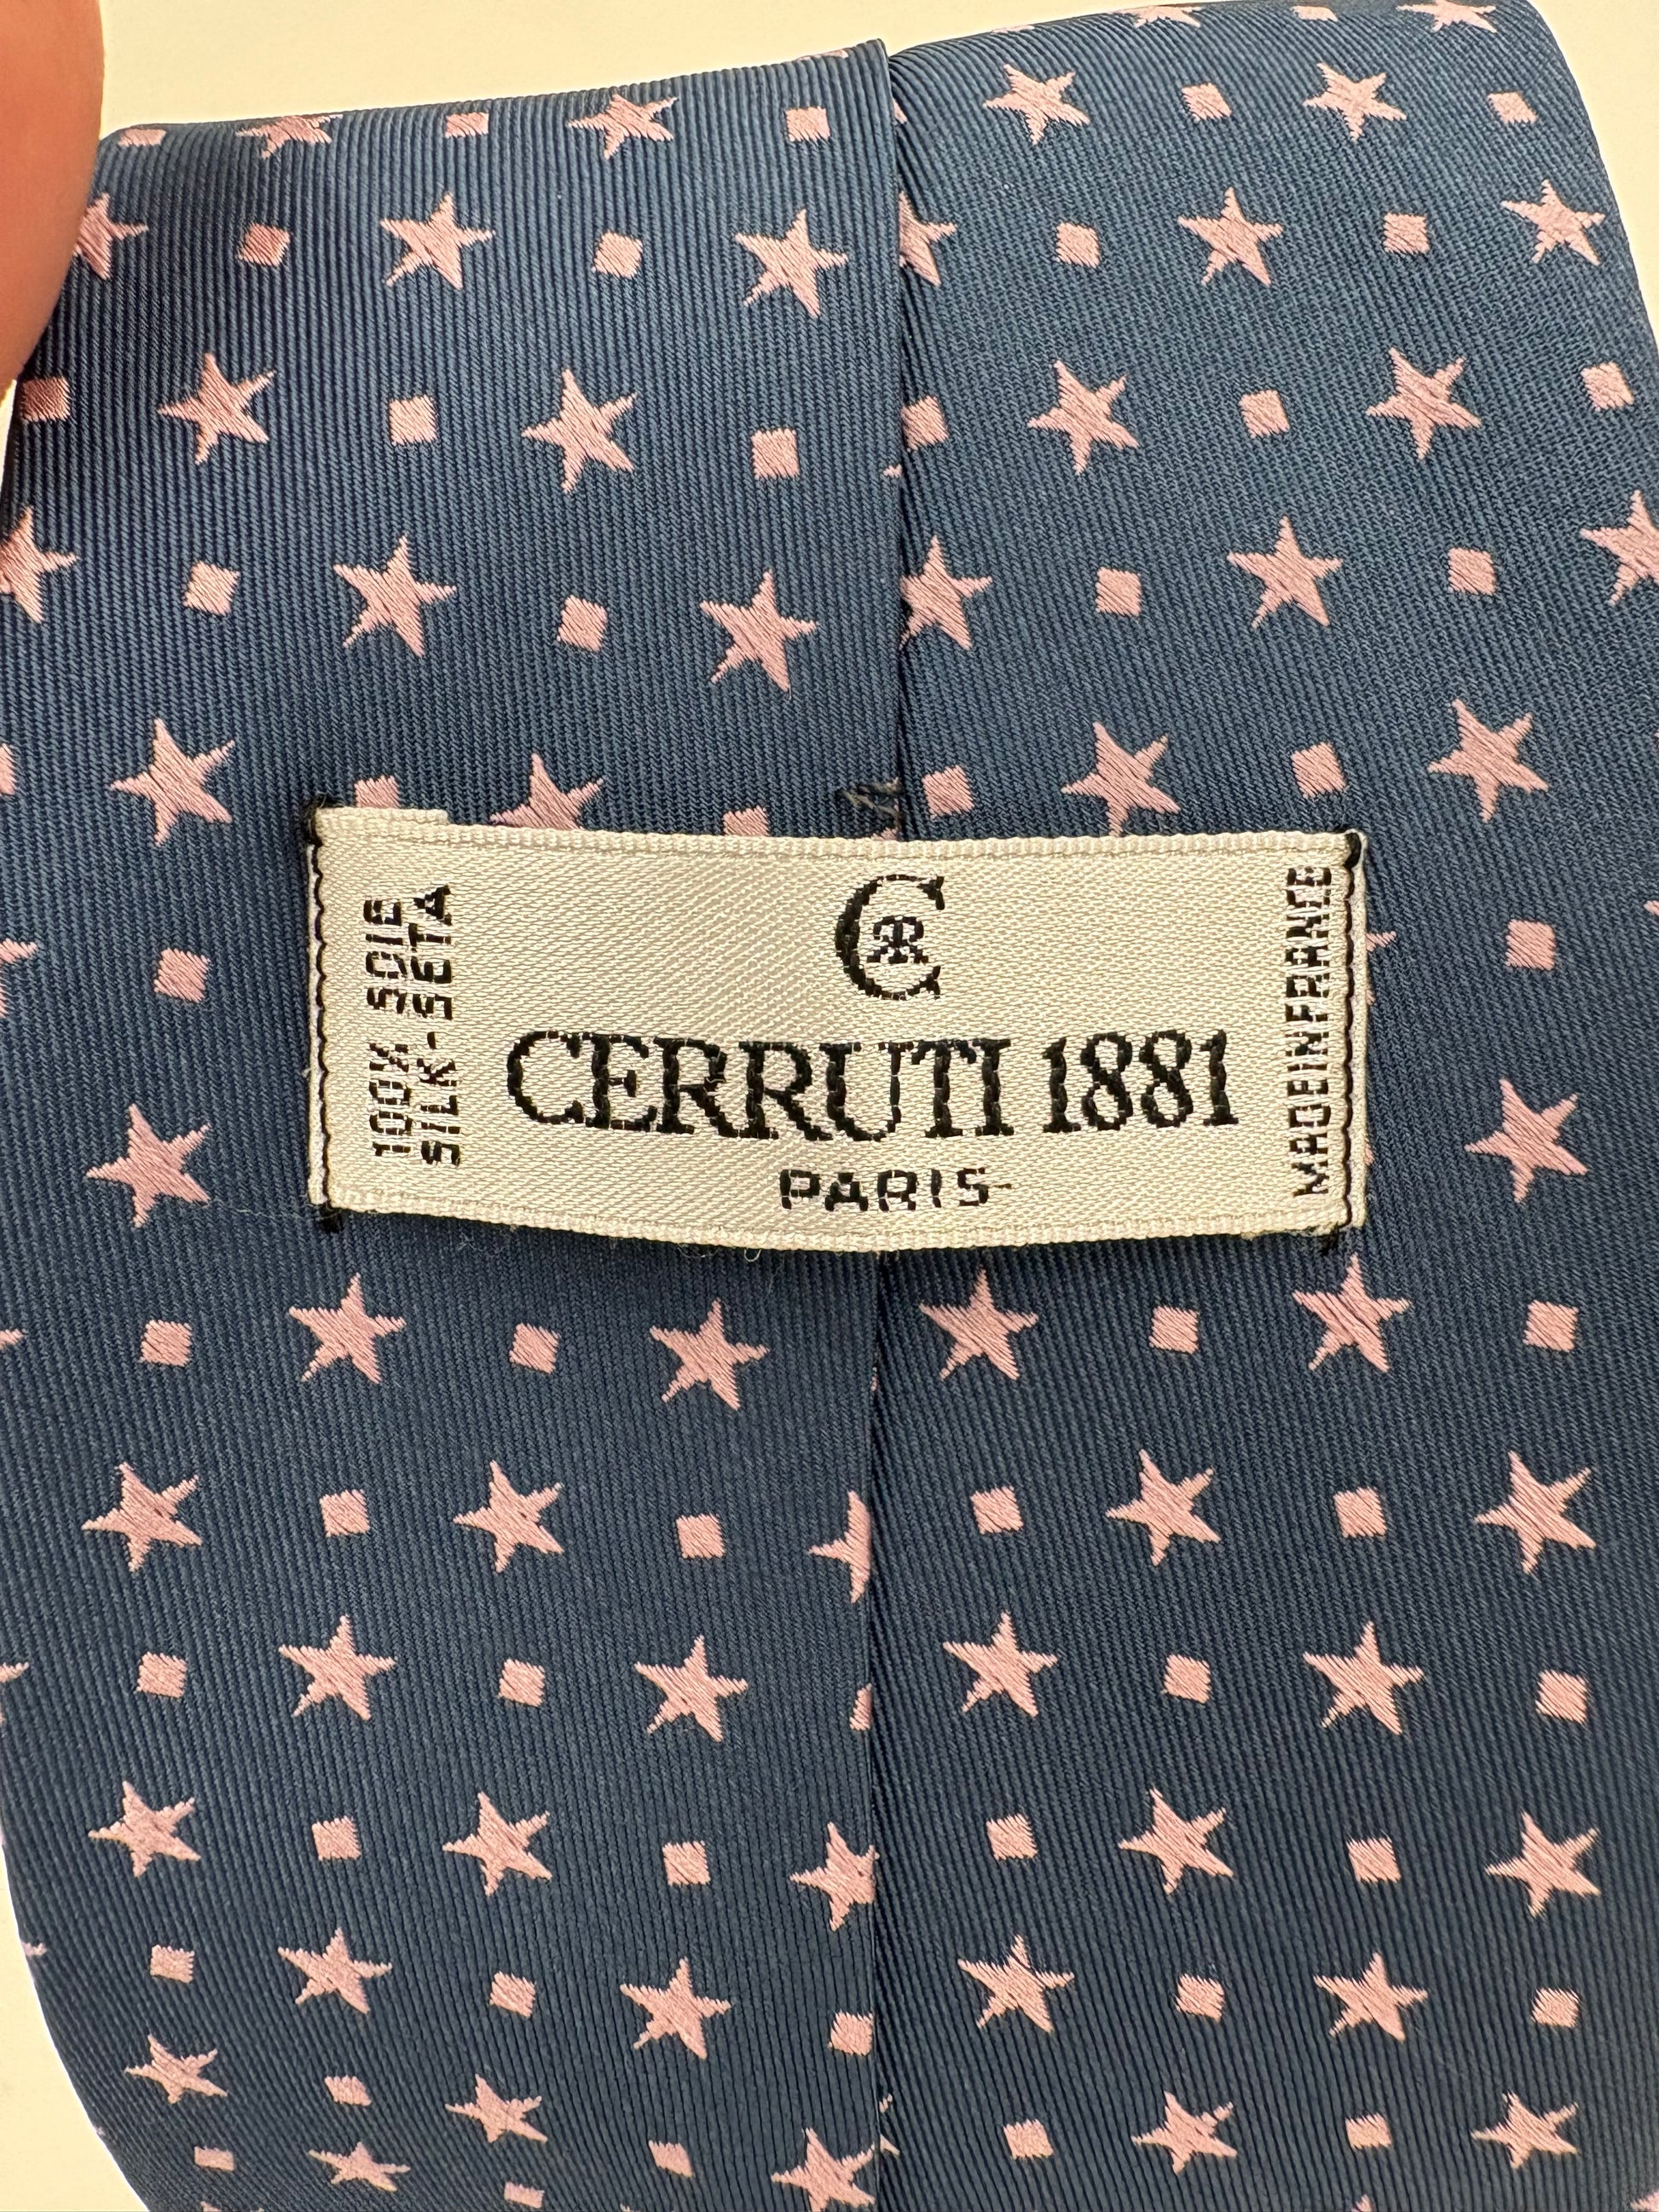 100% SOIE
SILK-SETA
CERRUTI 1881
PARIS
MADE IN FRANCE